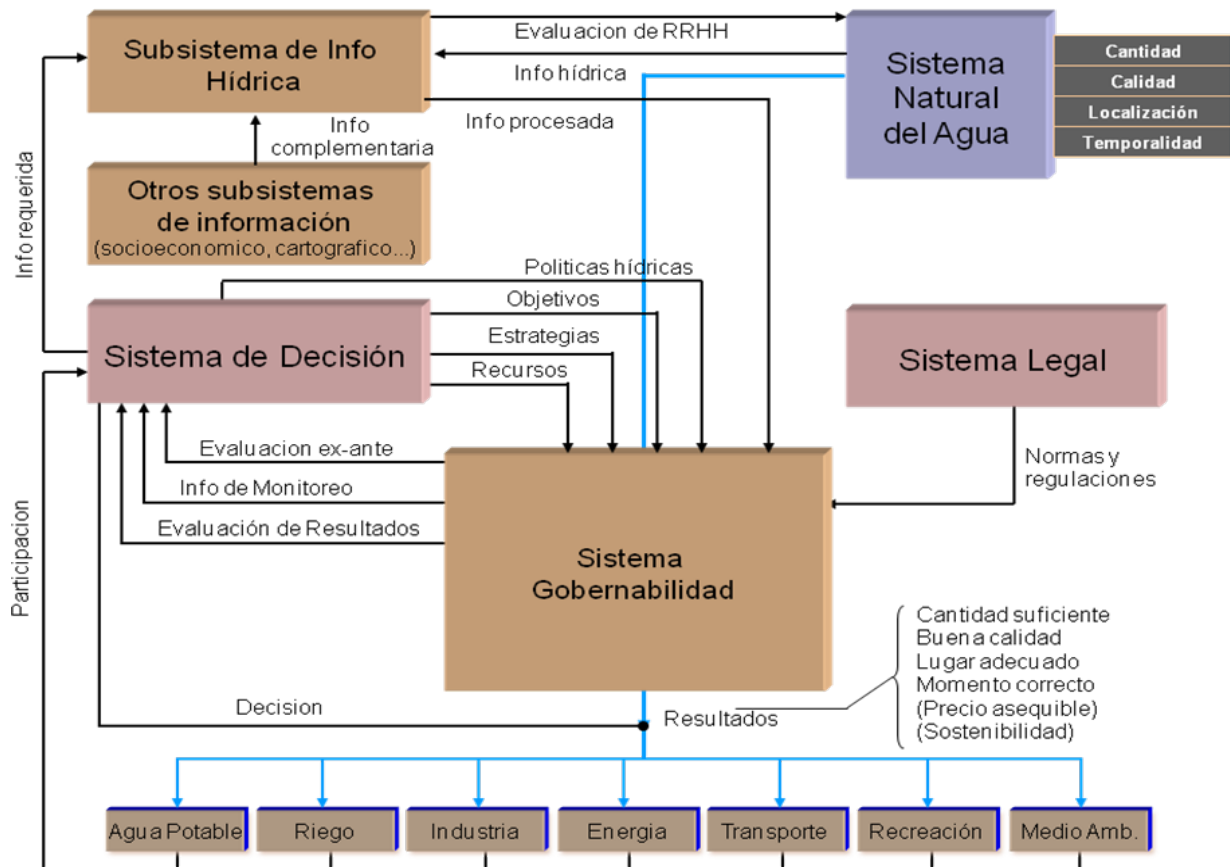 Subsistema de Info
Hídrica
Evaluacion de RRHH
Info hídrica
Info procesada
Sistema
Natural
del Agua
Cantidad
Calidad
Localización
Temporalidad
Info
complementaria
Otros subsistemas
de información
(socioeconomico, cartografico...)
Info requerida
Politicas hídricas
Objetivos
Estrategias
Recursos
Sistema de Decisión
Sistema Legal
Evaluacion ex-ante
Info de Monitoreo
Evaluación de Resultados
Normas y
regulaciones
Sistema
Gobernabilidad
Participacion
Cantidad suficiente
Buena calidad
Lugar adecuado
Momento correcto
(Precio asequible)
(Sostenibilidad)
Decision
Resultados
Agua Potable
Riego
Industria
Energia
Transporte
Recreación
Medio Amb.